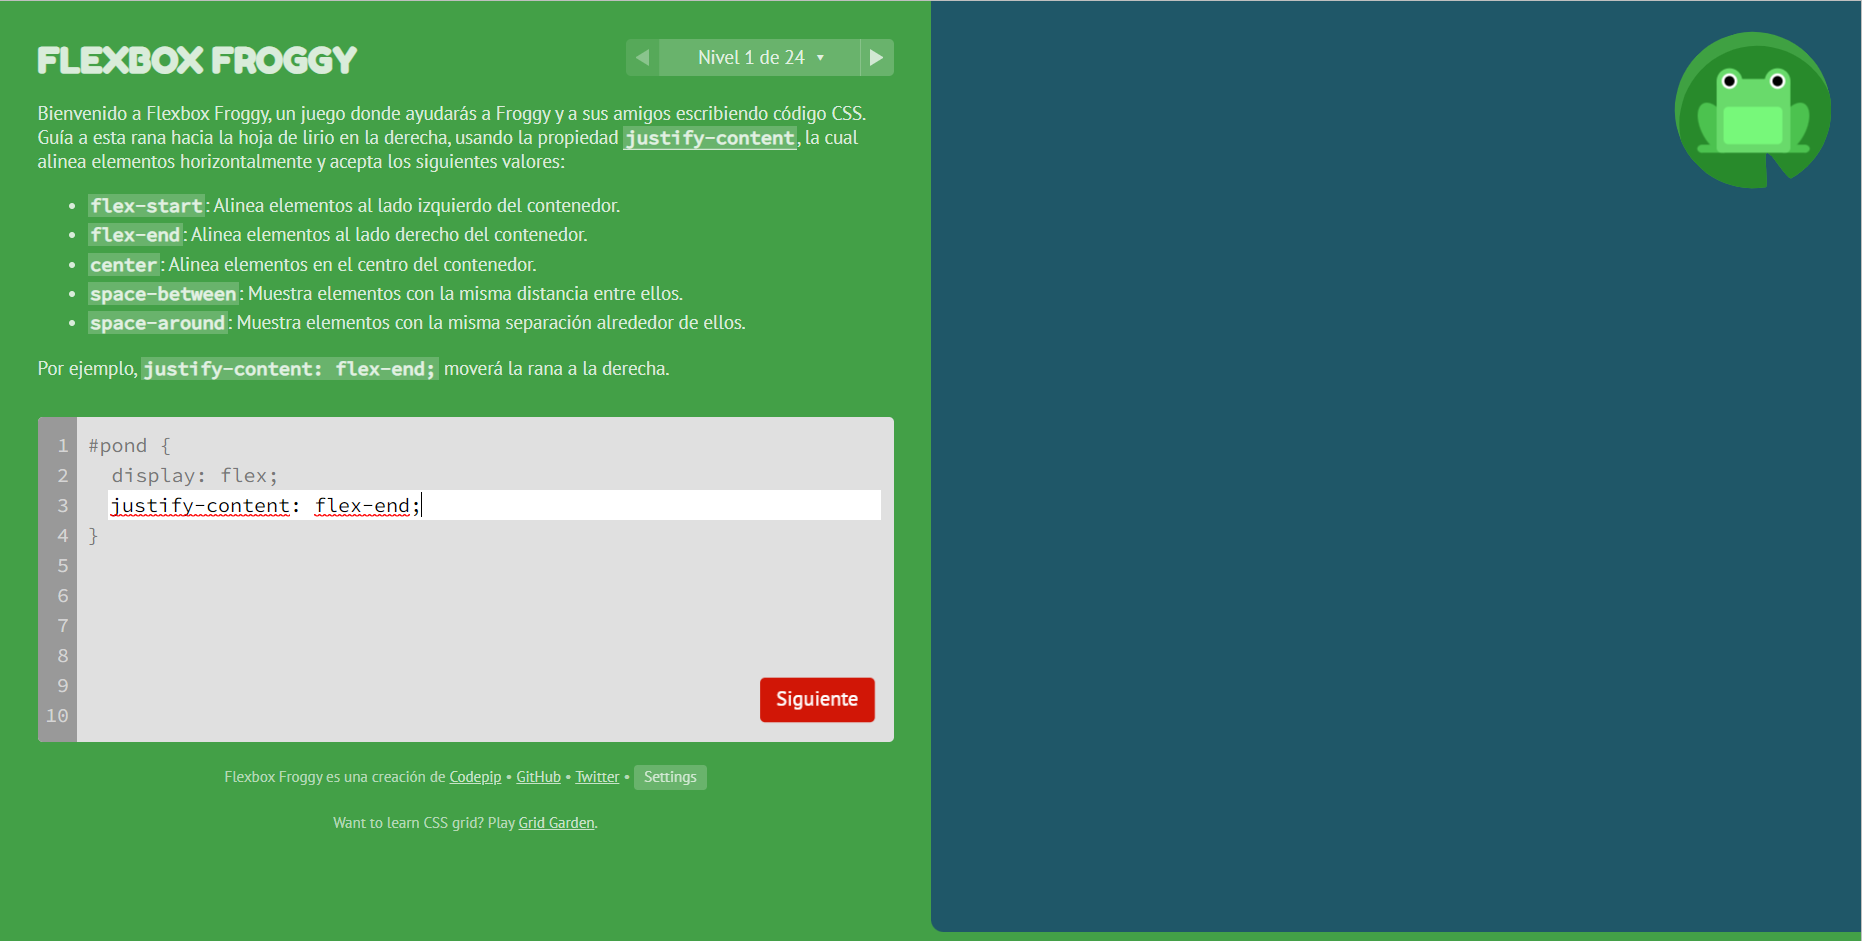 FLEXBOX FROGGY
Nivel 1 de 24
Bienvenido a Flexbox Froggy, un juego donde ayudarás a Froggy y a sus amigos escribiendo código CSS.
Guía a esta rana hacia la hoja de lirio en la derecha, usando la propiedad justify-content, la cual
alinea elementos horizontalmente y acepta los siguientes valores:
• flex-start: Alinea elementos al lado izquierdo del contenedor.
• flex-end: Alinea elementos al lado derecho del contenedor.
• center: Alinea elementos en el centro del contenedor.
• space-between: Muestra elementos con la misma distancia entre ellos.
• space-around: Muestra elementos con la misma separación alrededor de ellos.
Por ejemplo, justify-content: flex-end; moverá la rana a la derecha.
1 #pond {
2 display: flex;
3 justify-content: flex-end;
4 }
5
6
7
8
9
10
Siguiente
Flexbox Froggy es una creación de Codepip • GitHub • Twitter • Settings
Want to learn CSS grid? Play Grid Garden.